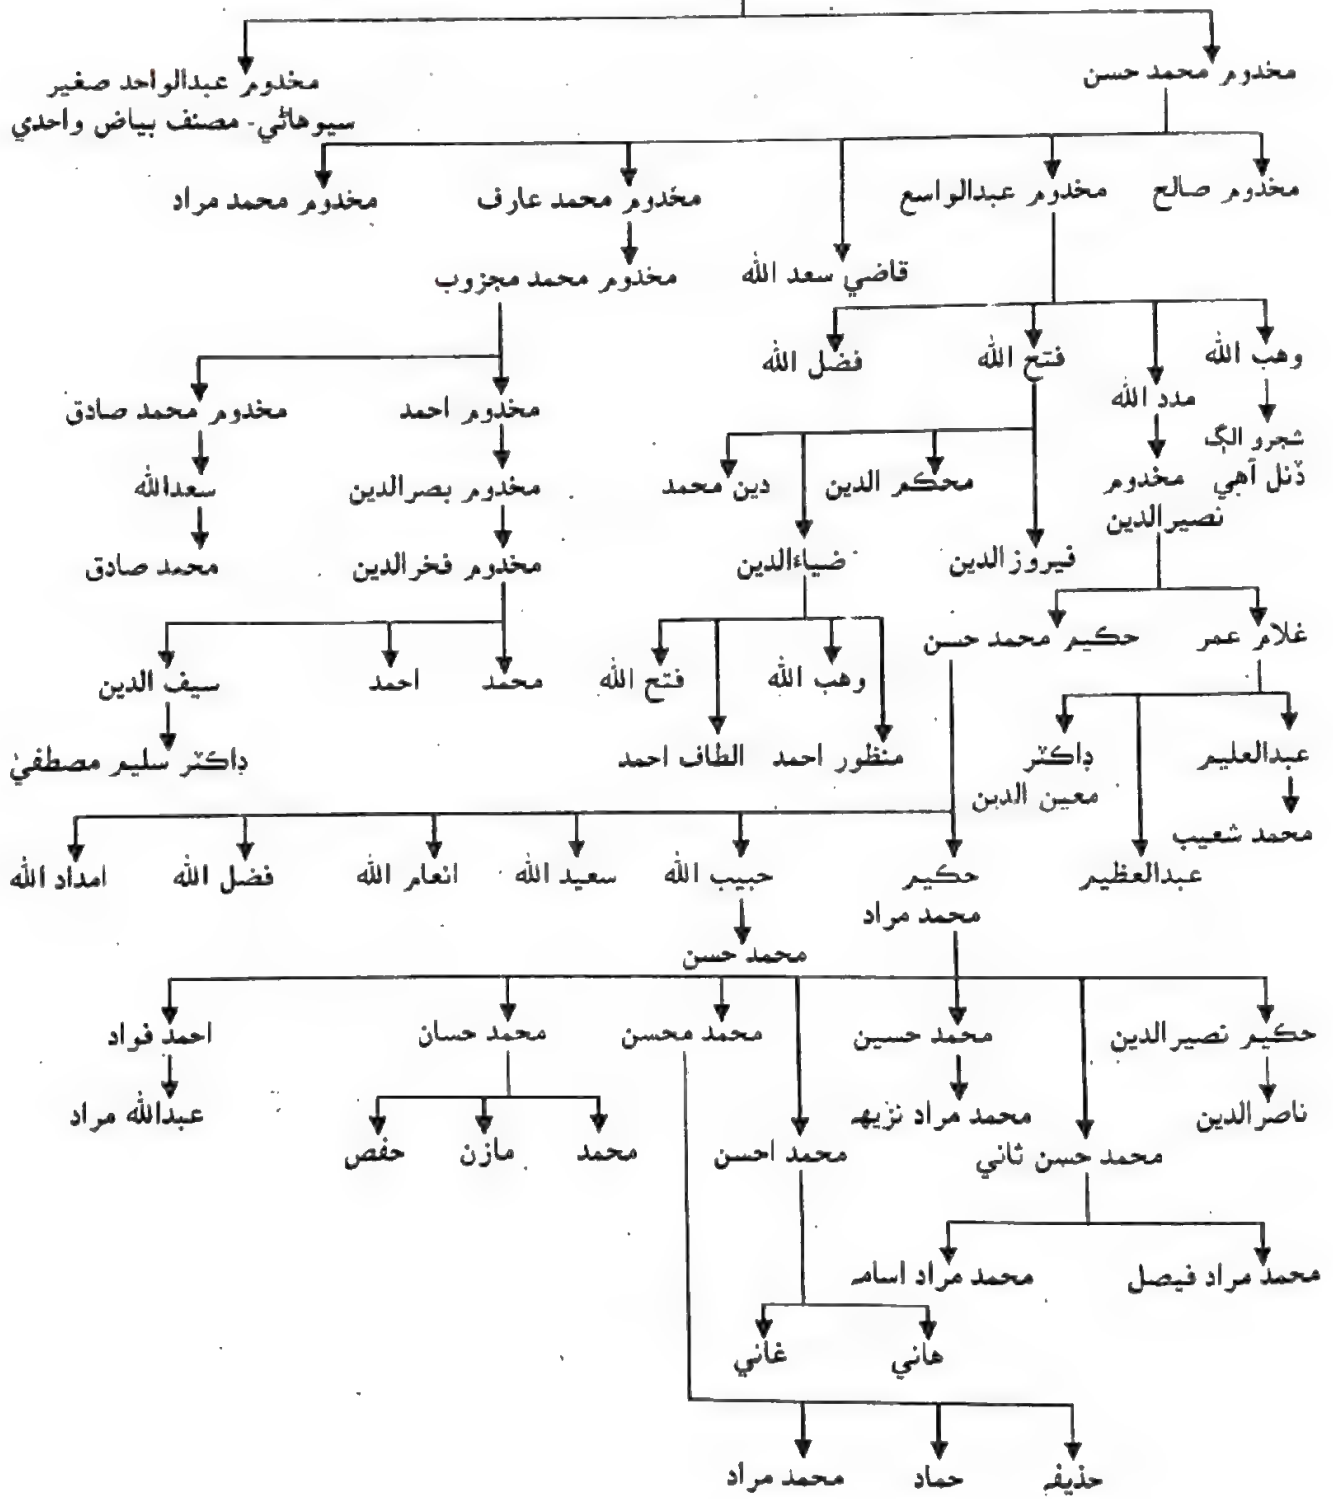 مخدوم محمد حسن
مخدوم عبدالواحد صغير
سيوهاڻي- مصنف بياض واحدي
مخدوم صالح
مخدوم عبدالواسع
مخدوم محمد عارف
مخدوم محمد مراد
قاضي سعد الله
مخدوم محمد مجزوب
وهب الله
فتح الله
فضل الله
مدد الله
مخدوم احمد
مخدوم محمد صادق
شجرو الڳ
ڏنل آهي
مخدوم
نصيرالدين
محڪم الدين
دين محمد
مخدوم بصرالدين
سعدالله
فيروزالدين
ضياءالدين
مخدوم فخرالدين
محمد صادق
غلام عمر
حڪيم محمد حسن
وهب الله
فتح الله
محمد
احمد
سيف الدين
عبدالعليم
ڊاڪٽر
معين الدين
منظور احمد
الطاف احمد
ڊاڪٽر سليم مصطفيٰ
محمد شعيب
عبدالعظيم
حڪيم
محمد مراد
حبيب الله
سعيد الله
انعام الله
فضل الله
امداد الله
محمد حسن
حڪيم نصيرالدين
محمد حسين
محمد محسن
محمد حسان
احمد فواد
ناصرالدين
محمد مراد نزيهه
عبدالله مراد
محمد حسن ثاني
محمد احسن
محمد
مازن
حفص
محمد مراد فيصل
محمد مراد اسامه
هاني
غاني
حذيفه
حماد
محمد مراد